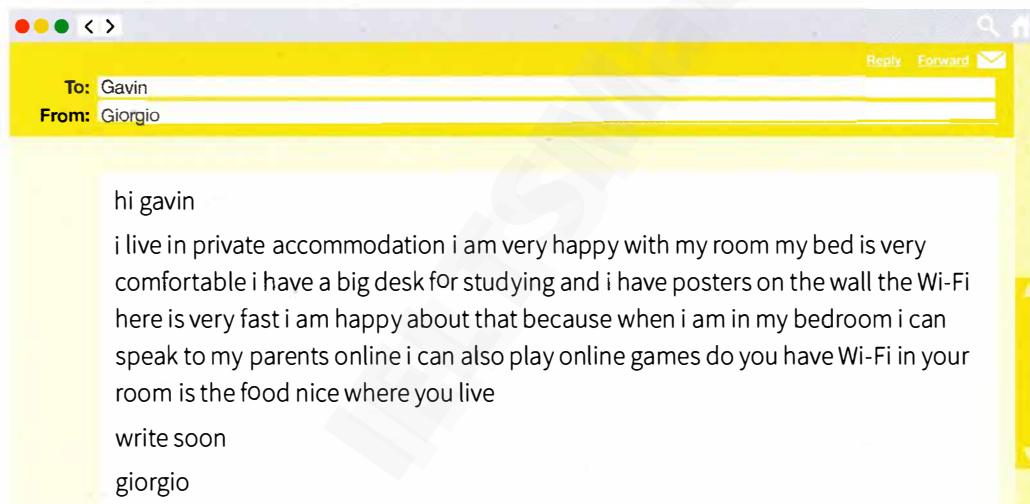 Reply Forward
To: Gavin
From: Giorgio
hi gavin
i live in private accommodation i am very happy with my room my bed is very
comfortable i have a big desk for studying and i have posters on the wall the Wi-Fi
here is very fast i am happy about that because when i am in my bedroom i can
speak to my parents online i can also play online games do you have Wi-Fi in your
room is the food nice where you live
write soon
giorgio